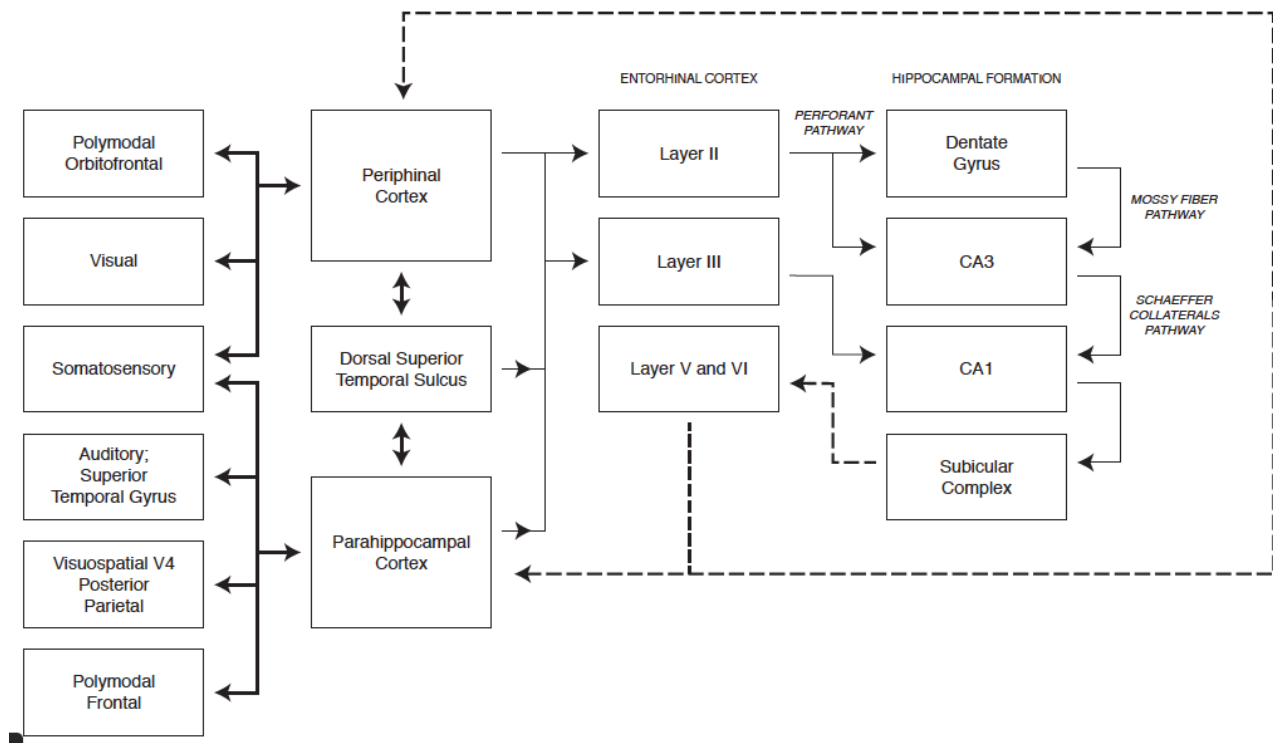 ENTORHINAL CORTEX
HIPPOCAMPAL FORMATION
Polymodal
Orbitofrontal
Visual
Somatosensory
Auditory;
Superior
Temporal Gyrus
Visuospatial V4
Posterior
Parietal
Polymodal
Frontal
Periphinal
Cortex
Dorsal Superior
Temporal Sulcus
Parahippocampal
Cortex
Layer II
Layer III
Layer V and VI
PERFORANT
PATHWAY
Dentate
Gyrus
CA3
CA1
Subicular
Complex
MOSSY FIBER
PATHWAY
SCHAEFFER
COLLATERALS
PATHWAY